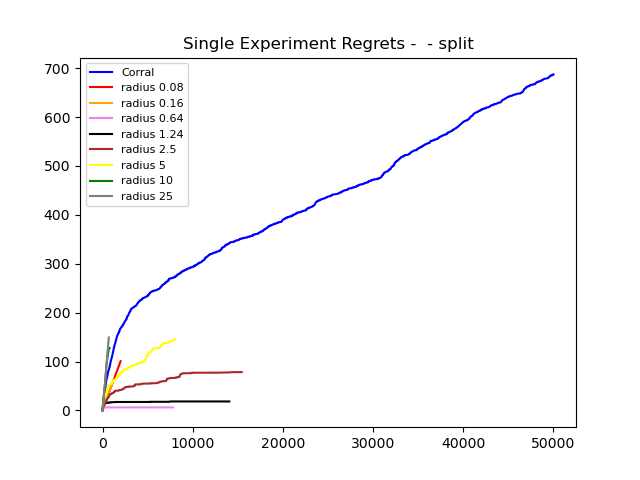 Single Experiment Regrets -  - split
700
600
500
400
300
200
100
0
Corral
radius 0.08
radius 0.16
radius 0.64
radius 1.24
radius 2.5
radius 5
radius 10
radius 25
0
10000
20000
30000
40000
50000